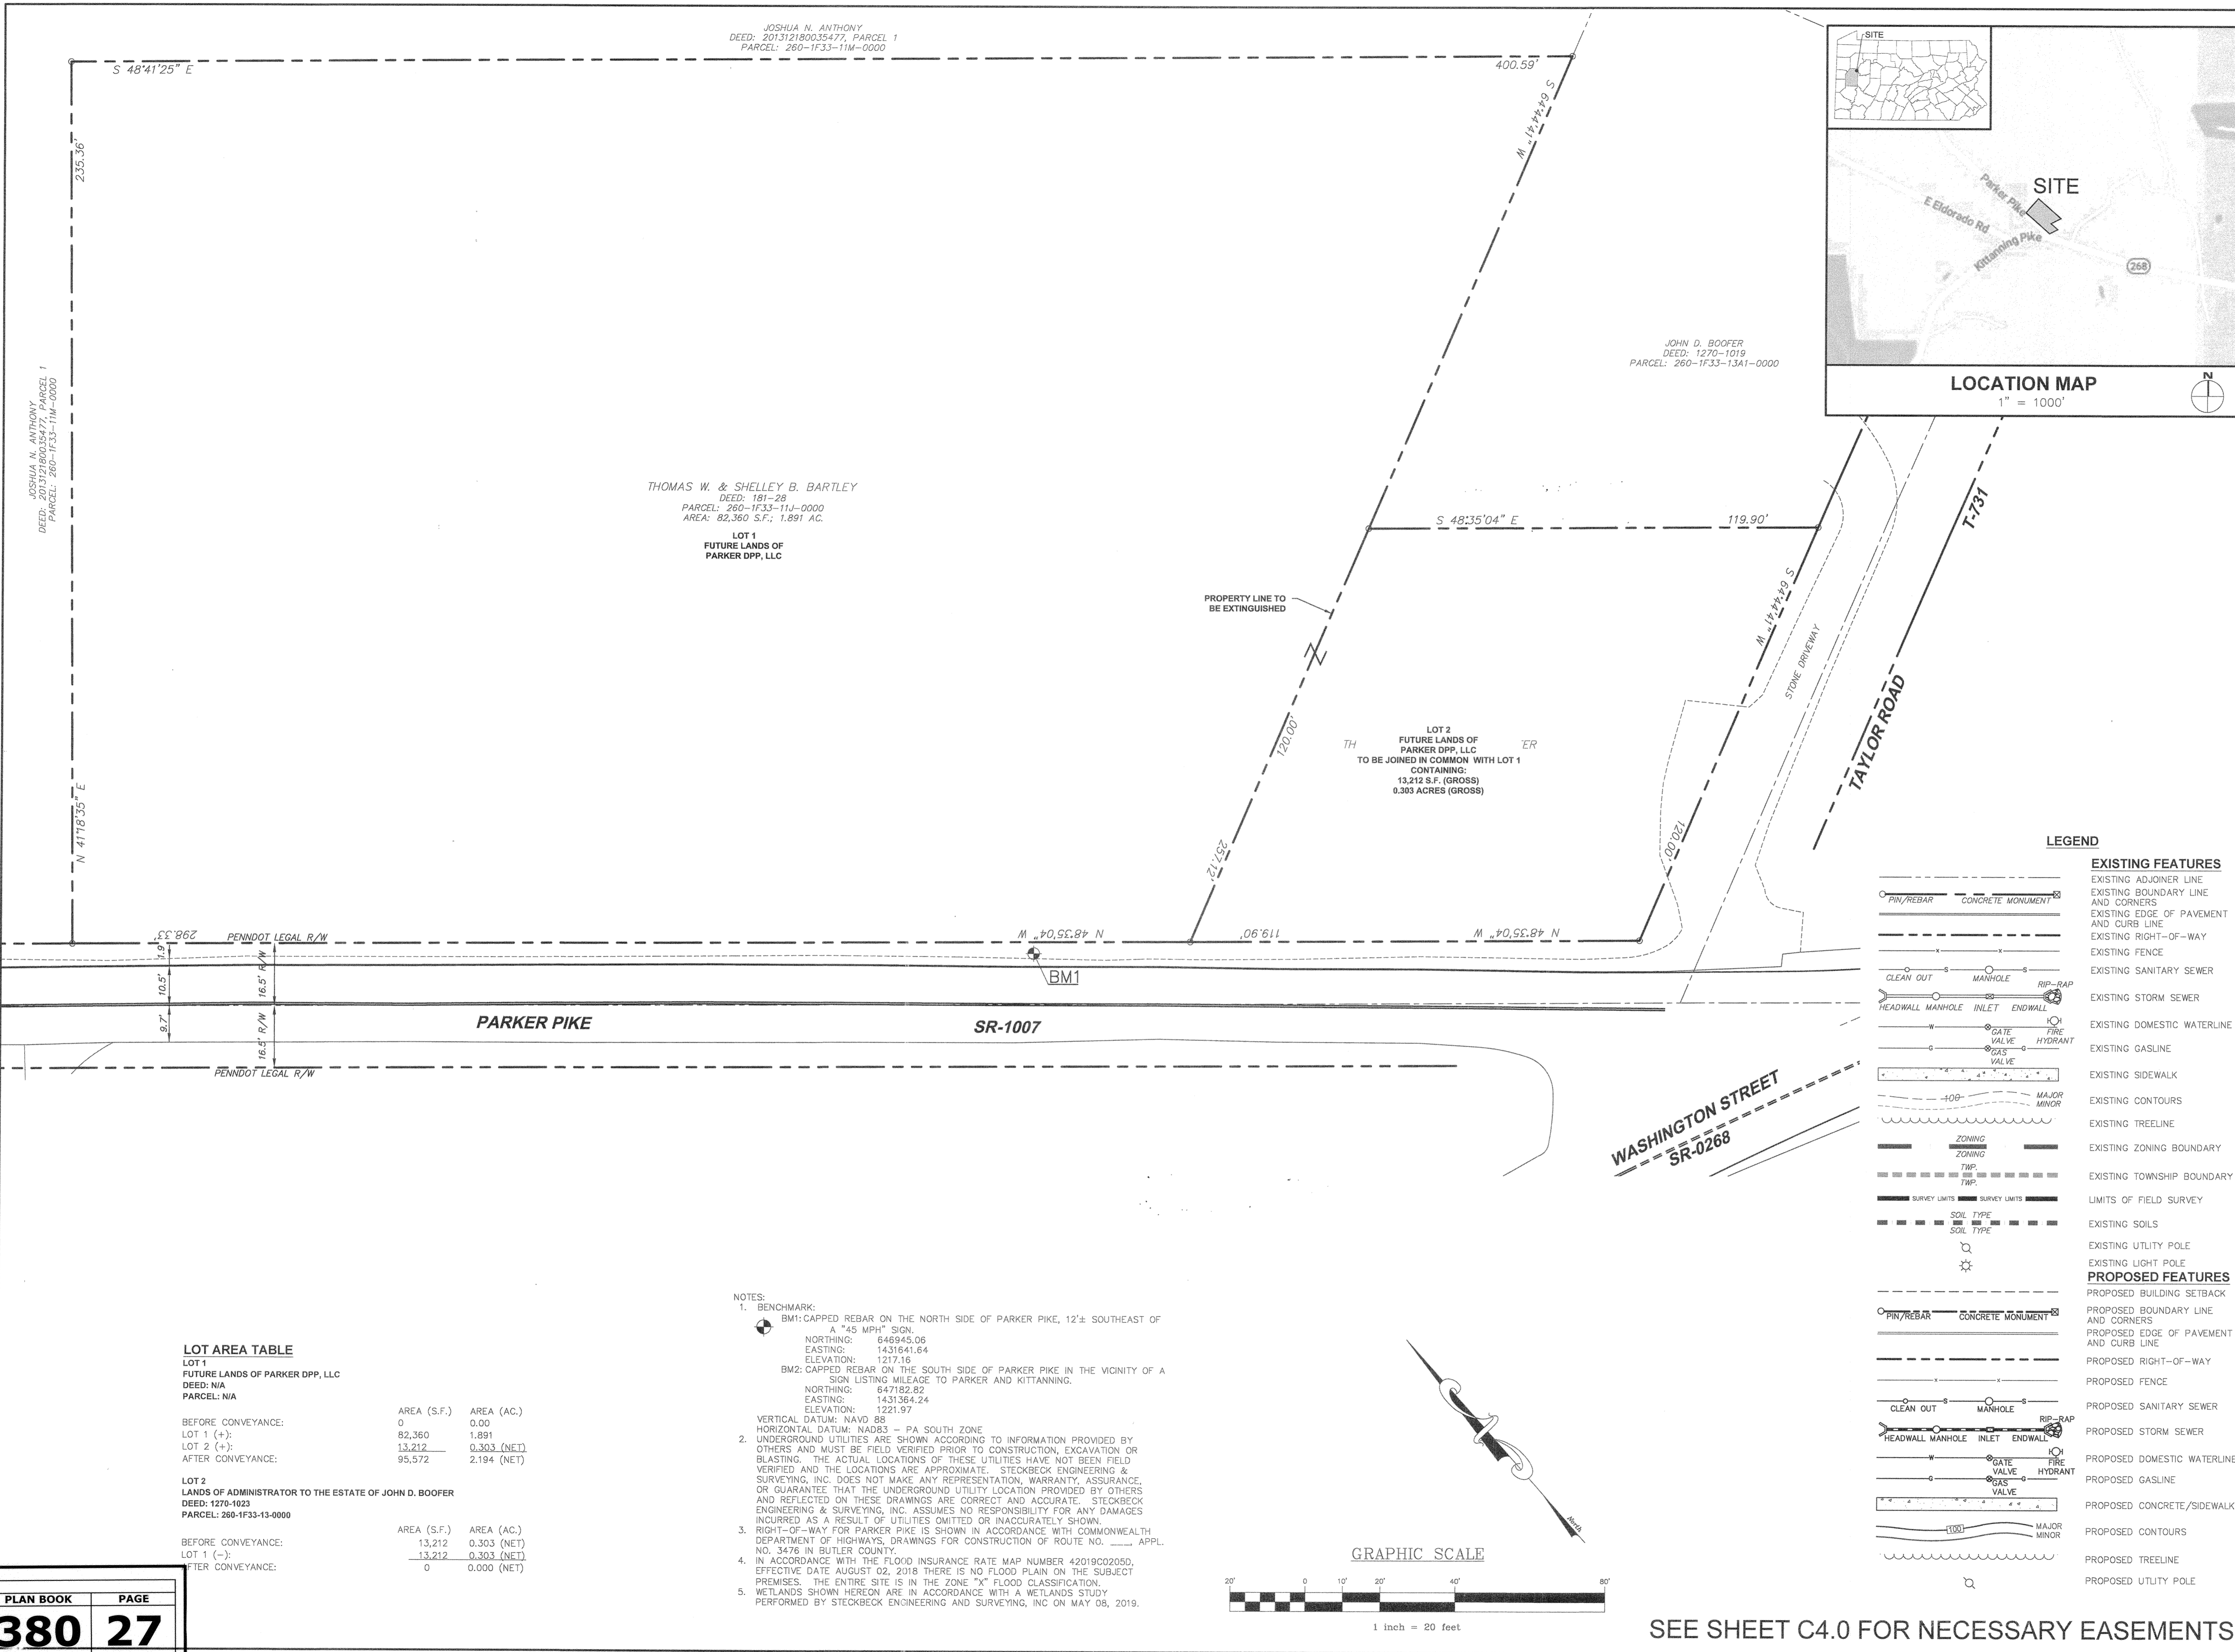 JOSHUA N. ANTHONY
DEED: 201312180035477, PARCEL 1
PARCEL: 260-1F33-11M-0000
S 48°41'25" E
400.59'
235.36'
N 41°18'35" E
JOSHUA N. ANTHONY
DEED: 201312180035477, PARCEL 1
PARCEL: 260-1F33-11M-0000
S 64°44'41" W
THOMAS W. & SHELLEY B. BARTLEY
DEED: 181-28
PARCEL: 260-1F33-11J-0000
AREA: 82,360 S.F.; 1.891 AC.
LOT 1
FUTURE LANDS OF
PARKER DPP, LLC
JOHN D. BOOFER
DEED: 1270-1019
PARCEL: 260-1F33-13A1-0000
S 48°35'04" E
119.90'
PROPERTY LINE TO
BE EXTINGUISHED
S 64°44'41" W
STONE DRIVEWAY
T-731
TAYLOR ROAD
120.00'
257.12'
120.00'
TH
ER
LOT 2
FUTURE LANDS OF
PARKER DPP, LLC
TO BE JOINED IN COMMON WITH LOT 1
CONTAINING:
13,212 S.F. (GROSS)
0.303 ACRES (GROSS)
298.33'
PENNDOT LEGAL R/W
N 48°35'04" W
119.90'
N 48°35'04" W
1.9'
10.5'
9.7'
16.5' R/W
16.5' R/W
BM1
PARKER PIKE
SR-1007
PENNDOT LEGAL R/W
WASHINGTON STREET
SR-0268
SITE
SITE
Parker Pike
E Eldorado Rd
Kittanning Pike
268
LOCATION MAP
1" = 1000'
N
LEGEND
EXISTING FEATURES
EXISTING ADJOINER LINE
PIN/REBAR CONCRETE MONUMENT
EXISTING BOUNDARY LINE
AND CORNERS
EXISTING EDGE OF PAVEMENT
AND CURB LINE
EXISTING RIGHT-OF-WAY
x x
EXISTING FENCE
S S
CLEAN OUT MANHOLE
EXISTING SANITARY SEWER
RIP-RAP
HEADWALL MANHOLE INLET ENDWALL
EXISTING STORM SEWER
W
GATE VALVE
FIRE HYDRANT
EXISTING DOMESTIC WATERLINE
G G
GAS VALVE
EXISTING GASLINE
EXISTING SIDEWALK
100
MAJOR
MINOR
EXISTING CONTOURS
EXISTING TREELINE
ZONING
ZONING
EXISTING ZONING BOUNDARY
TWP.
TWP.
EXISTING TOWNSHIP BOUNDARY
SURVEY LIMITS SURVEY LIMITS
LIMITS OF FIELD SURVEY
SOIL TYPE
SOIL TYPE
EXISTING SOILS
EXISTING UTLITY POLE
EXISTING LIGHT POLE
PROPOSED FEATURES
PROPOSED BUILDING SETBACK
PIN/REBAR CONCRETE MONUMENT
PROPOSED BOUNDARY LINE
AND CORNERS
PROPOSED EDGE OF PAVEMENT
AND CURB LINE
PROPOSED RIGHT-OF-WAY
x x
PROPOSED FENCE
S S
CLEAN OUT MANHOLE
PROPOSED SANITARY SEWER
RIP-RAP
HEADWALL MANHOLE INLET ENDWALL
PROPOSED STORM SEWER
W
GATE VALVE
FIRE HYDRANT
PROPOSED DOMESTIC WATERLINE
G G
GAS VALVE
PROPOSED GASLINE
PROPOSED CONCRETE/SIDEWALK
100
MAJOR
MINOR
PROPOSED CONTOURS
PROPOSED TREELINE
PROPOSED UTLITY POLE
LOT AREA TABLE
LOT 1
FUTURE LANDS OF PARKER DPP, LLC
DEED: N/A
PARCEL: N/A
AREA (S.F.) AREA (AC.)
BEFORE CONVEYANCE: 0 0.00
LOT 1 (+): 82,360 1.891
LOT 2 (+): 13,212 0.303 (NET)
AFTER CONVEYANCE: 95,572 2.194 (NET)
LOT 2
LANDS OF ADMINISTRATOR TO THE ESTATE OF JOHN D. BOOFER
DEED: 1270-1023
PARCEL: 260-1F33-13-0000
AREA (S.F.) AREA (AC.)
BEFORE CONVEYANCE: 13,212 0.303 (NET)
LOT 1 (-): 13,212 0.303 (NET)
AFTER CONVEYANCE: 0 0.000 (NET)
PLAN BOOK PAGE
380 27
NOTES:
1. BENCHMARK:
BM1: CAPPED REBAR ON THE NORTH SIDE OF PARKER PIKE, 12'± SOUTHEAST OF
A "45 MPH" SIGN.
NORTHING: 646945.06
EASTING: 1431641.64
ELEVATION: 1217.16
BM2: CAPPED REBAR ON THE SOUTH SIDE OF PARKER PIKE IN THE VICINITY OF A
SIGN LISTING MILEAGE TO PARKER AND KITTANNING.
NORTHING: 647182.82
EASTING: 1431364.24
ELEVATION: 1221.97
VERTICAL DATUM: NAVD 88
HORIZONTAL DATUM: NAD83 - PA SOUTH ZONE
2. UNDERGROUND UTILITIES ARE SHOWN ACCORDING TO INFORMATION PROVIDED BY
OTHERS AND MUST BE FIELD VERIFIED PRIOR TO CONSTRUCTION, EXCAVATION OR
BLASTING. THE ACTUAL LOCATIONS OF THESE UTILITIES HAVE NOT BEEN FIELD
VERIFIED AND THE LOCATIONS ARE APPROXIMATE. STECKBECK ENGINEERING &
SURVEYING, INC. DOES NOT MAKE ANY REPRESENTATION, WARRANTY, ASSURANCE,
OR GUARANTEE THAT THE UNDERGROUND UTILITY LOCATION PROVIDED BY OTHERS
AND REFLECTED ON THESE DRAWINGS ARE CORRECT AND ACCURATE. STECKBECK
ENGINEERING & SURVEYING, INC. ASSUMES NO RESPONSIBILITY FOR ANY DAMAGES
INCURRED AS A RESULT OF UTILITIES OMITTED OR INACCURATELY SHOWN.
3. RIGHT-OF-WAY FOR PARKER PIKE IS SHOWN IN ACCORDANCE WITH COMMONWEALTH
DEPARTMENT OF HIGHWAYS, DRAWINGS FOR CONSTRUCTION OF ROUTE NO. ____, APPL.
NO. 3476 IN BUTLER COUNTY.
4. IN ACCORDANCE WITH THE FLOOD INSURANCE RATE MAP NUMBER 42019C0205D,
EFFECTIVE DATE AUGUST 02, 2018 THERE IS NO FLOOD PLAIN ON THE SUBJECT
PREMISES. THE ENTIRE SITE IS IN THE ZONE "X" FLOOD CLASSIFICATION.
5. WETLANDS SHOWN HEREON ARE IN ACCORDANCE WITH A WETLANDS STUDY
PERFORMED BY STECKBECK ENGINEERING AND SURVEYING, INC ON MAY 08, 2019.
North
GRAPHIC SCALE
20' 0 10' 20' 40' 80'
1 inch = 20 feet
SEE SHEET C4.0 FOR NECESSARY EASEMENTS